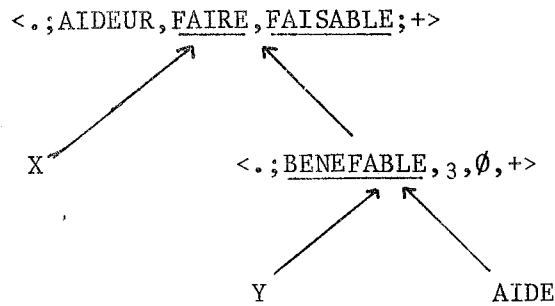 <.;AIDEUR,FAIRE,FAISABLE;+>
X <.;BENEFABLE,3,Ø,+>
Y AIDE